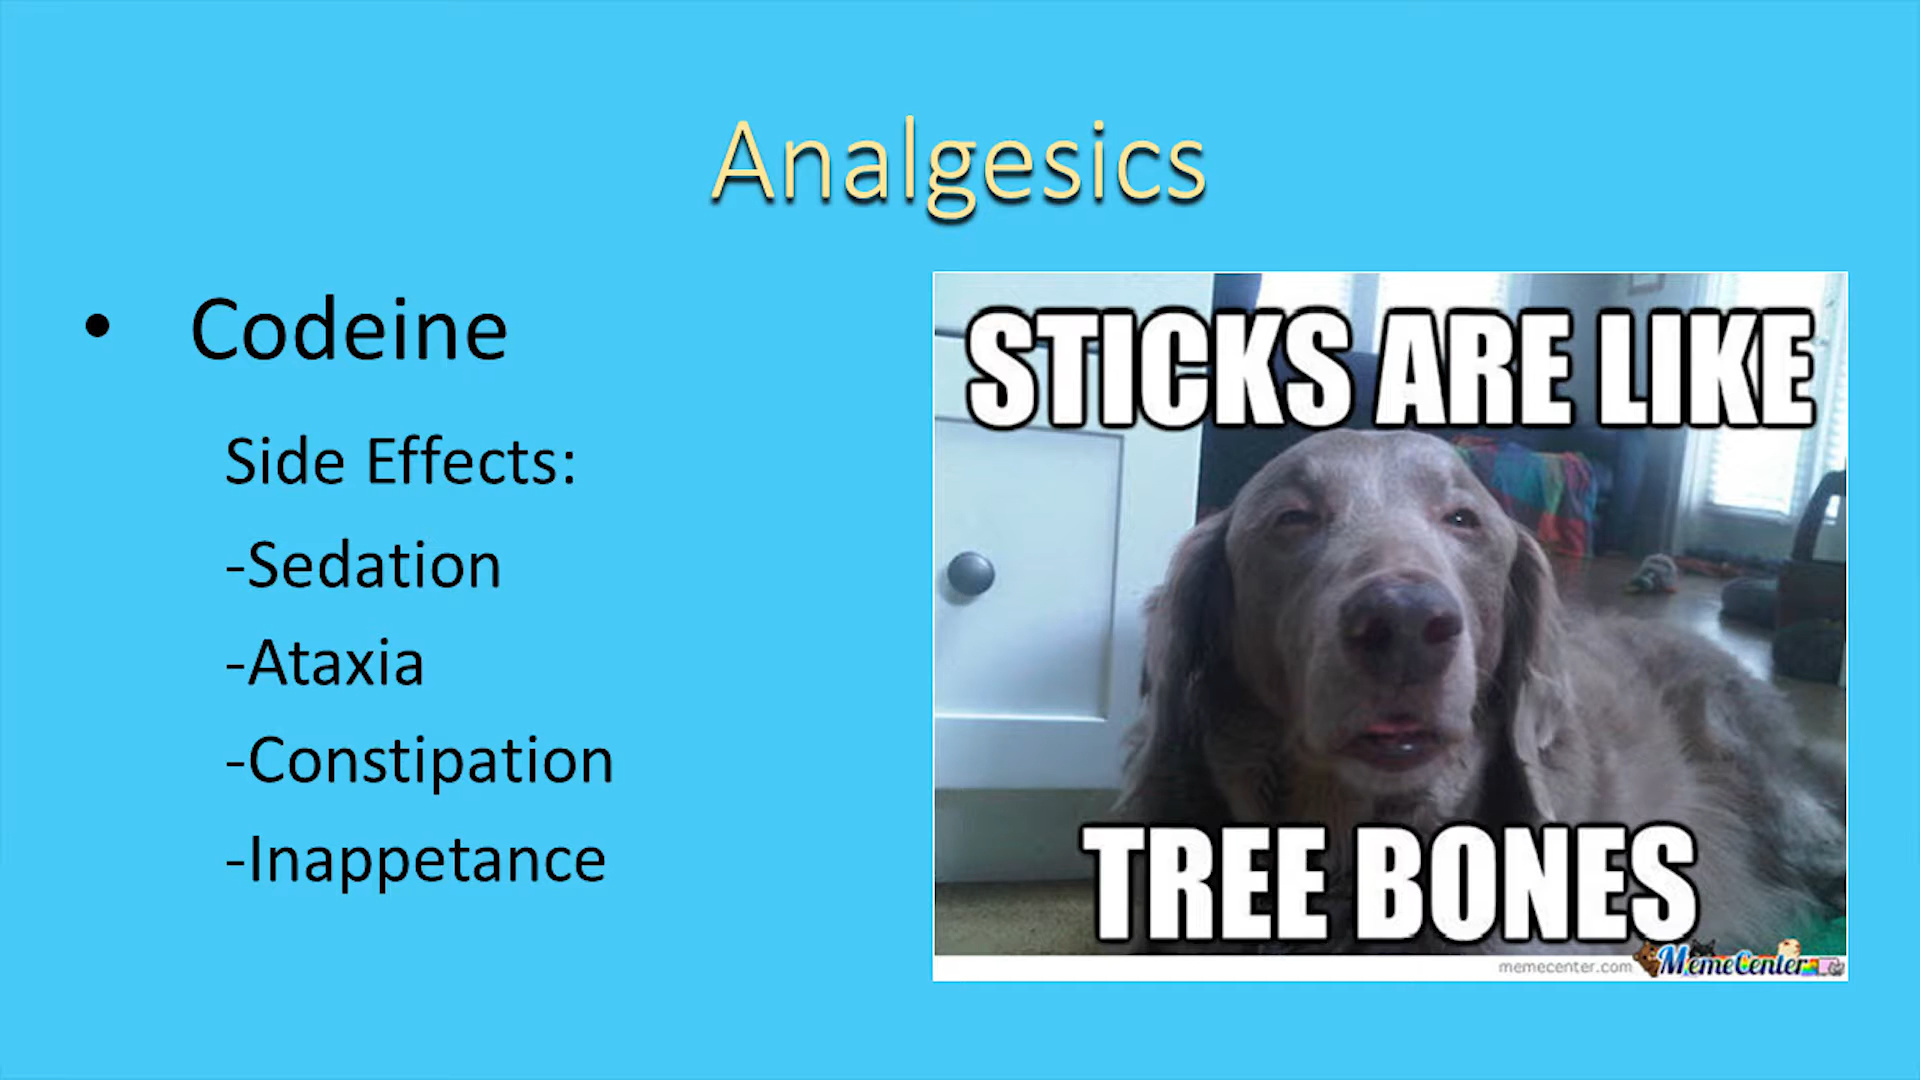 Analgesics
• Codeine
Side Effects:
-Sedation
-Ataxia
-Constipation
-Inappetance
STICKS ARE LIKE
TREE BONES
memecenter.com MemeCenter